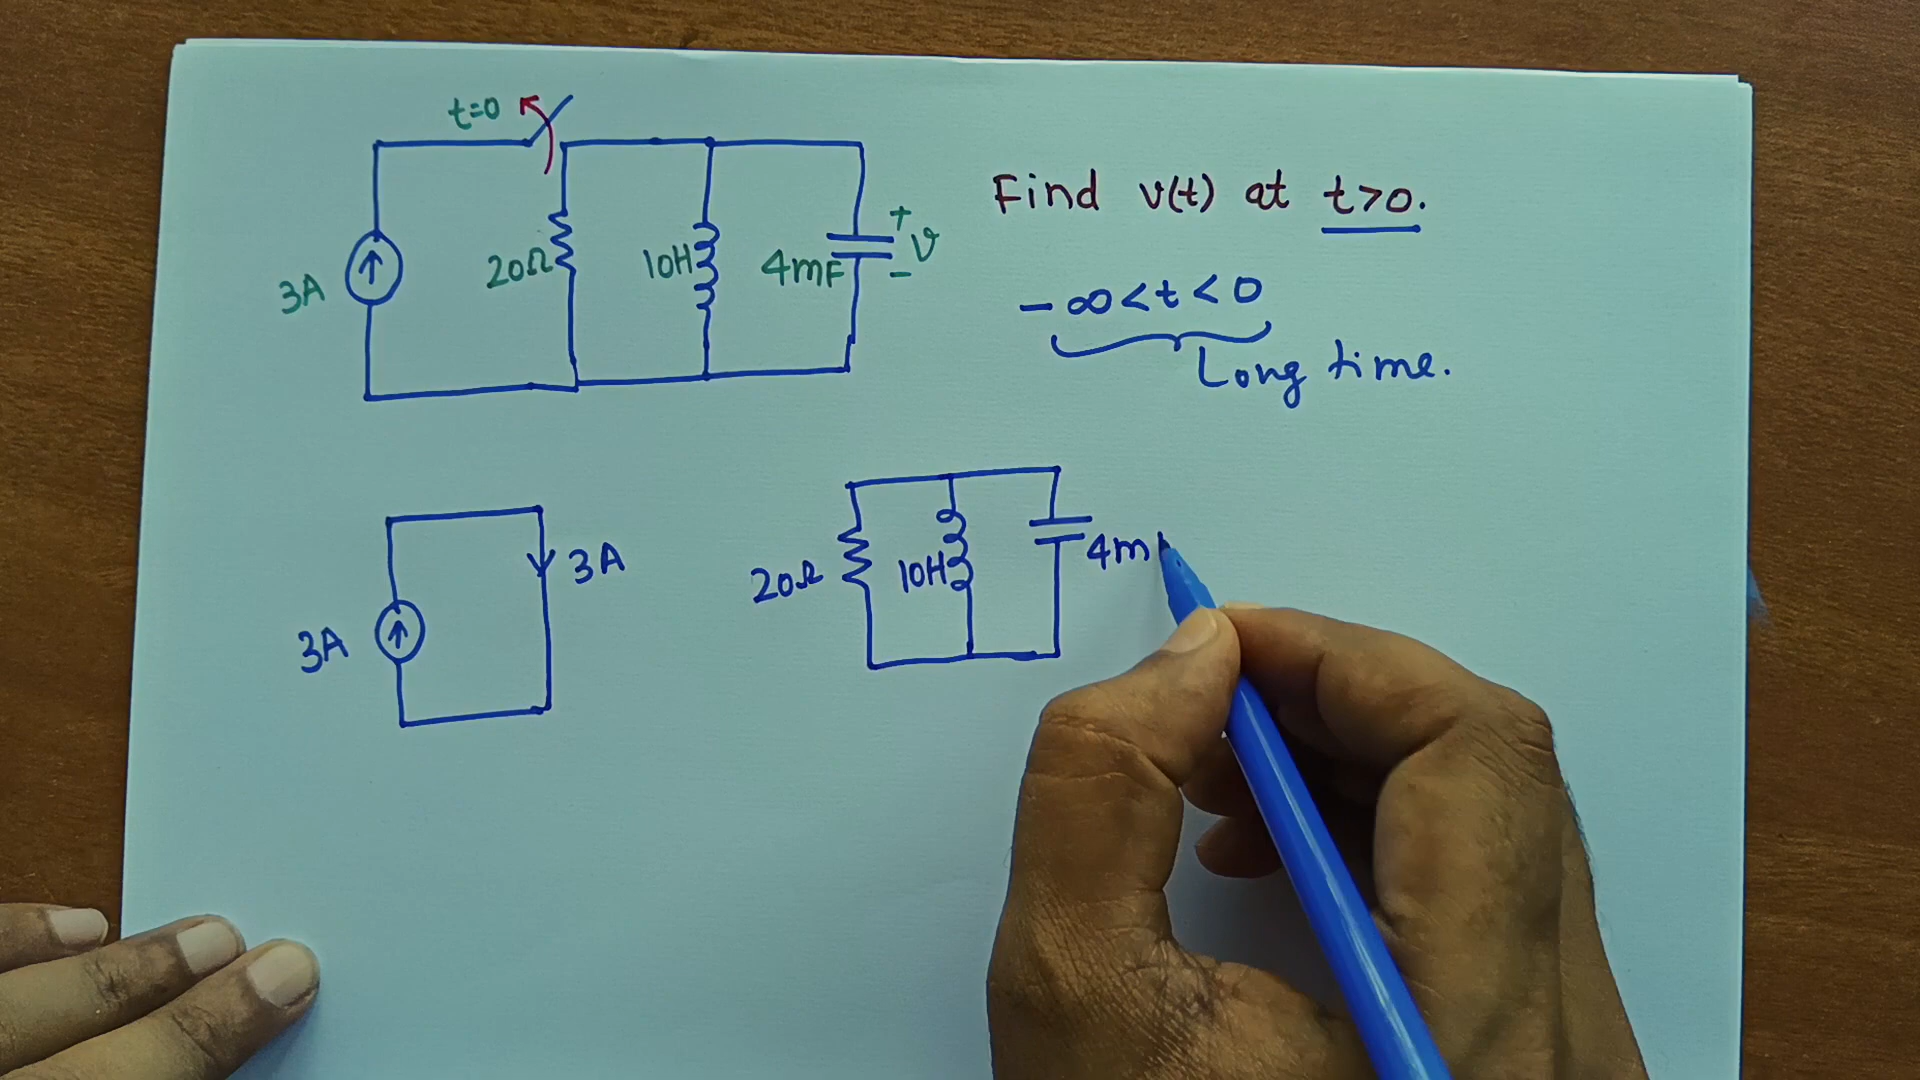 t=0
3A
20Ω
10H
4mF
+
v
-
Find v(t) at t>0.
-∞<t<0
Long time.
3A
3A
20Ω
10H
4m